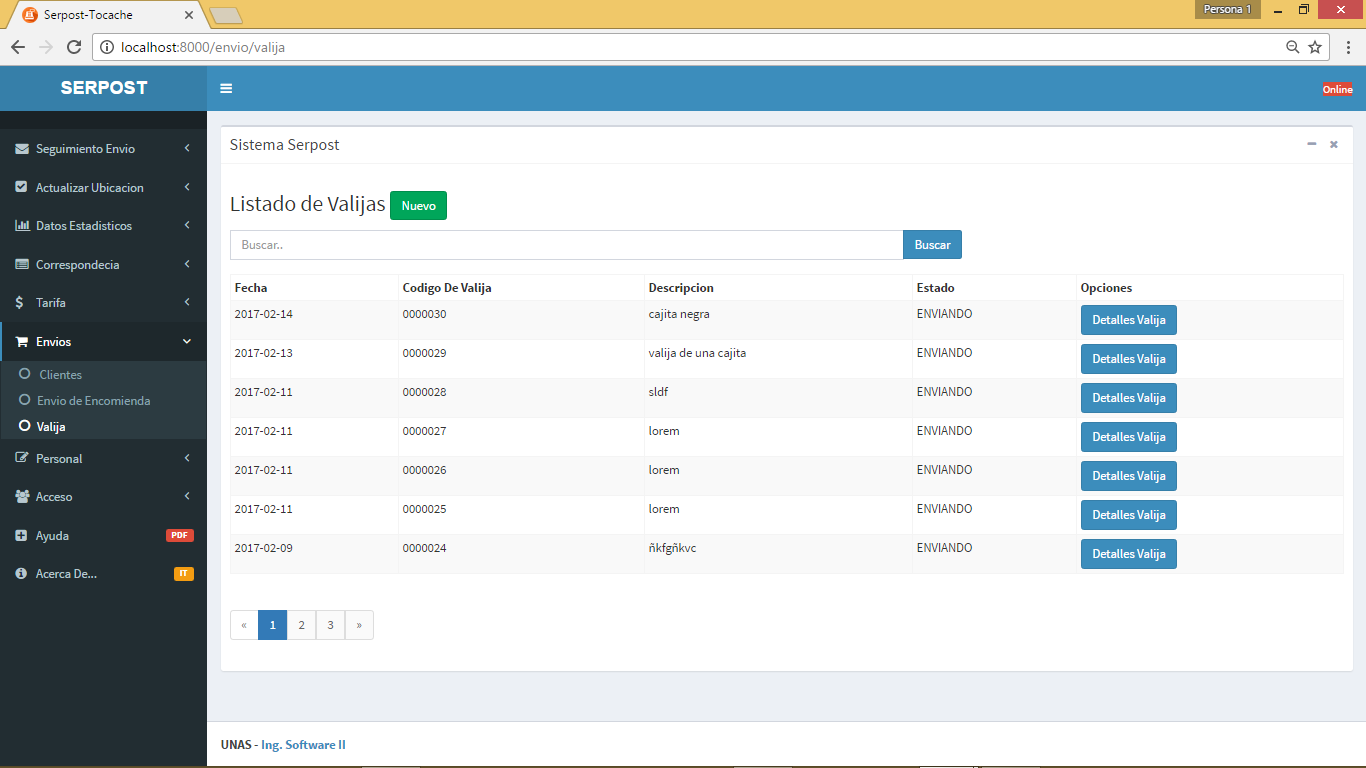 Serpost-Tocache
Persona 1
localhost:8000/envio/valija
SERPOST
Online
Seguimiento Envio
Actualizar Ubicacion
Datos Estadisticos
Correspondecia
Tarifa
Envios
Clientes
Envio de Encomienda
Valija
Personal
Acceso
Ayuda PDF
Acerca De... IT
Sistema Serpost
Listado de Valijas Nuevo
Buscar.. Buscar
Fecha Codigo De Valija Descripcion Estado Opciones
2017-02-14 0000030 cajita negra ENVIANDO Detalles Valija
2017-02-13 0000029 valija de una cajita ENVIANDO Detalles Valija
2017-02-11 0000028 sldf ENVIANDO Detalles Valija
2017-02-11 0000027 lorem ENVIANDO Detalles Valija
2017-02-11 0000026 lorem ENVIANDO Detalles Valija
2017-02-11 0000025 lorem ENVIANDO Detalles Valija
2017-02-09 0000024 ñkfgñkvc ENVIANDO Detalles Valija
« 1 2 3 »
UNAS - Ing. Software II